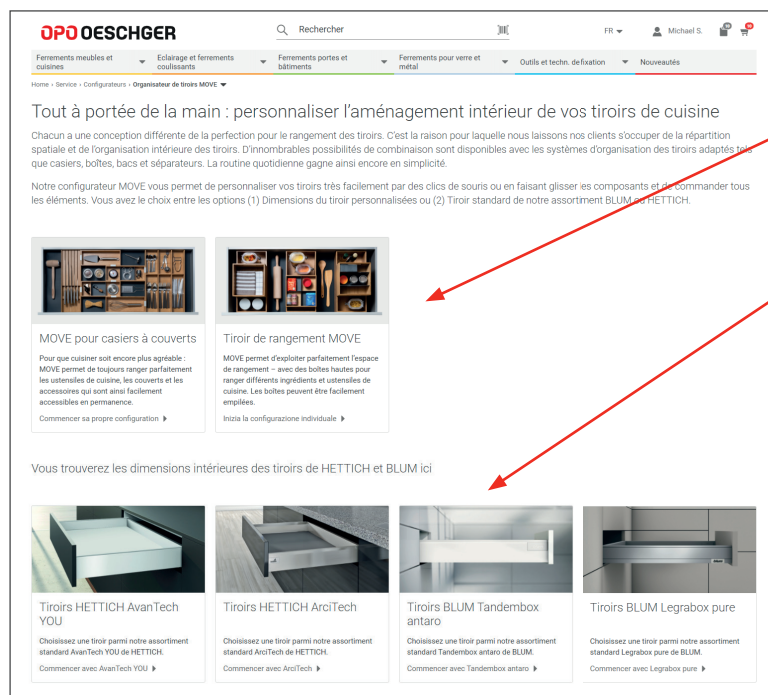 OPO OESCHGER
Rechercher
FR
Michael S.
Ferrements meubles et
cuisines
Eclairage et ferrements
coulissants
Ferrements portes et
bâtiments
Ferrements pour verre et
métal
Outils et techn. defixation
Nouveautés
Home › Service › Configurateurs › Organisateur de tiroirs MOVE
Tout à portée de la main : personnaliser l'aménagement intérieur de vos tiroirs de cuisine
Chacun a une conception différente de la perfection pour le rangement des tiroirs. C'est la raison pour laquelle nous laissons nos clients s'occuper de la répartition
spatiale et de l'organisation intérieure des tiroirs. D'innombrables possibilités de combinaison sont disponibles avec les systèmes d'organisation des tiroirs adaptés tels
que casiers, boîtes, bacs et séparateurs. La routine quotidienne gagne ainsi encore en simplicité.
Notre configurateur MOVE vous permet de personnaliser vos tiroirs très facilement par des clics de souris ou en faisant glisser les composants et de commander tous
les éléments. Vous avez le choix entre les options (1) Dimensions du tiroir personnalisées ou (2) Tiroir standard de notre assortiment BLUM ou HETTICH.
MOVE pour casiers à couverts
Pour que cuisiner soit encore plus agréable :
MOVE permet de toujours ranger parfaitement
les ustensiles de cuisine, les couverts et les
accessoires qui sont ainsi facilement
accessibles en permanence.
Commencer sa propre configuration
Tiroir de rangement MOVE
MOVE permet d'exploiter parfaitement l'espace
de rangement – avec des boîtes hautes pour
ranger différents ingrédients et ustensiles de
cuisine. Les boîtes peuvent être facilement
empilées.
Inizia la configurazione individuale
Vous trouverez les dimensions intérieures des tiroirs de HETTICH et BLUM ici
Tiroirs HETTICH AvanTech
YOU
Choisissez une tiroir parmi notre assortiment
standard AvanTech YOU de HETTICH.
Commencer avec AvanTech YOU
Tiroirs HETTICH ArciTech
Choisissez une tiroir parmi notre assortiment
standard ArciTech de HETTICH.
Commencer avec ArciTech
Tiroirs BLUM Tandembox
antaro
Choisissez une tiroir parmi notre assortiment
standard Tandembox antaro de BLUM.
Commencer avec Tandembox antaro
Tiroirs BLUM Legrabox pure
Choisissez une tiroir parmi notre assortiment
standard Legrabox pure de BLUM.
Commencer avec Legrabox pure